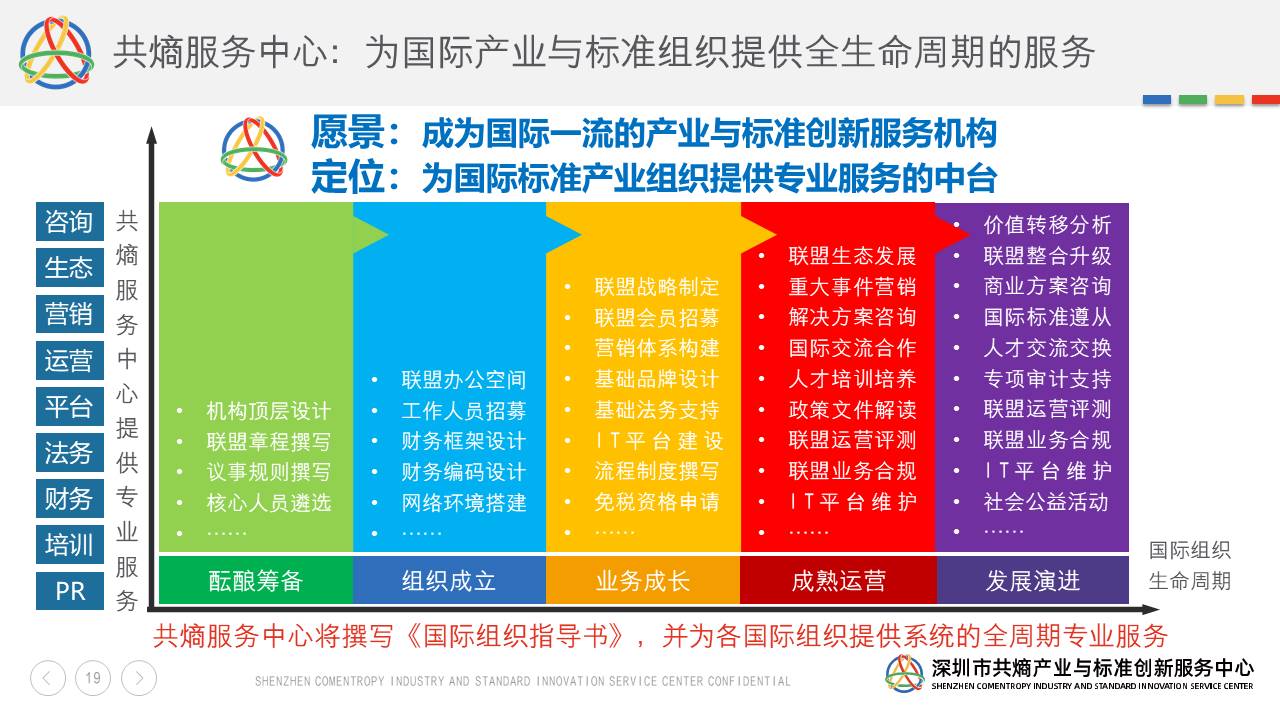 共熵服务中心：为国际产业与标准组织提供全生命周期的服务
愿景：成为国际一流的产业与标准创新服务机构
定位：为国际标准产业组织提供专业服务的中台
咨询
生态
营销
运营
平台
法务
财务
培训
PR
共熵服务中心提供专业服务
• 机构顶层设计
• 联盟章程撰写
• 议事规则撰写
• 核心人员遴选
• ……
酝酿筹备
• 联盟办公空间
• 工作人员招募
• 财务框架设计
• 财务编码设计
• 网络环境搭建
• ……
组织成立
• 联盟战略制定
• 联盟会员招募
• 营销体系构建
• 基础品牌设计
• 基础法务支持
• IT平台建设
• 流程制度撰写
• 免税资格申请
• ……
业务成长
• 联盟生态发展
• 重大事件营销
• 解决方案咨询
• 国际交流合作
• 人才培训培养
• 政策文件解读
• 联盟运营评测
• 联盟业务合规
• IT平台维护
• ……
成熟运营
• 价值转移分析
• 联盟整合升级
• 商业方案咨询
• 国际标准遵从
• 人才交流交换
• 专项审计支持
• 联盟运营评测
• 联盟业务合规
• IT平台维护
• 社会公益活动
• ……
发展演进
国际组织
生命周期
共熵服务中心将撰写《国际组织指导书》，并为各国际组织提供系统的全周期专业服务
19
SHENZHEN COMENTROPY INDUSTRY AND STANDARD INNOVATION SERVICE CENTER CONFIDENTIAL
深圳市共熵产业与标准创新服务中心
SHENZHEN COMENTROPY INDUSTRY AND STANDARD INNOVATION SERVICE CENTER